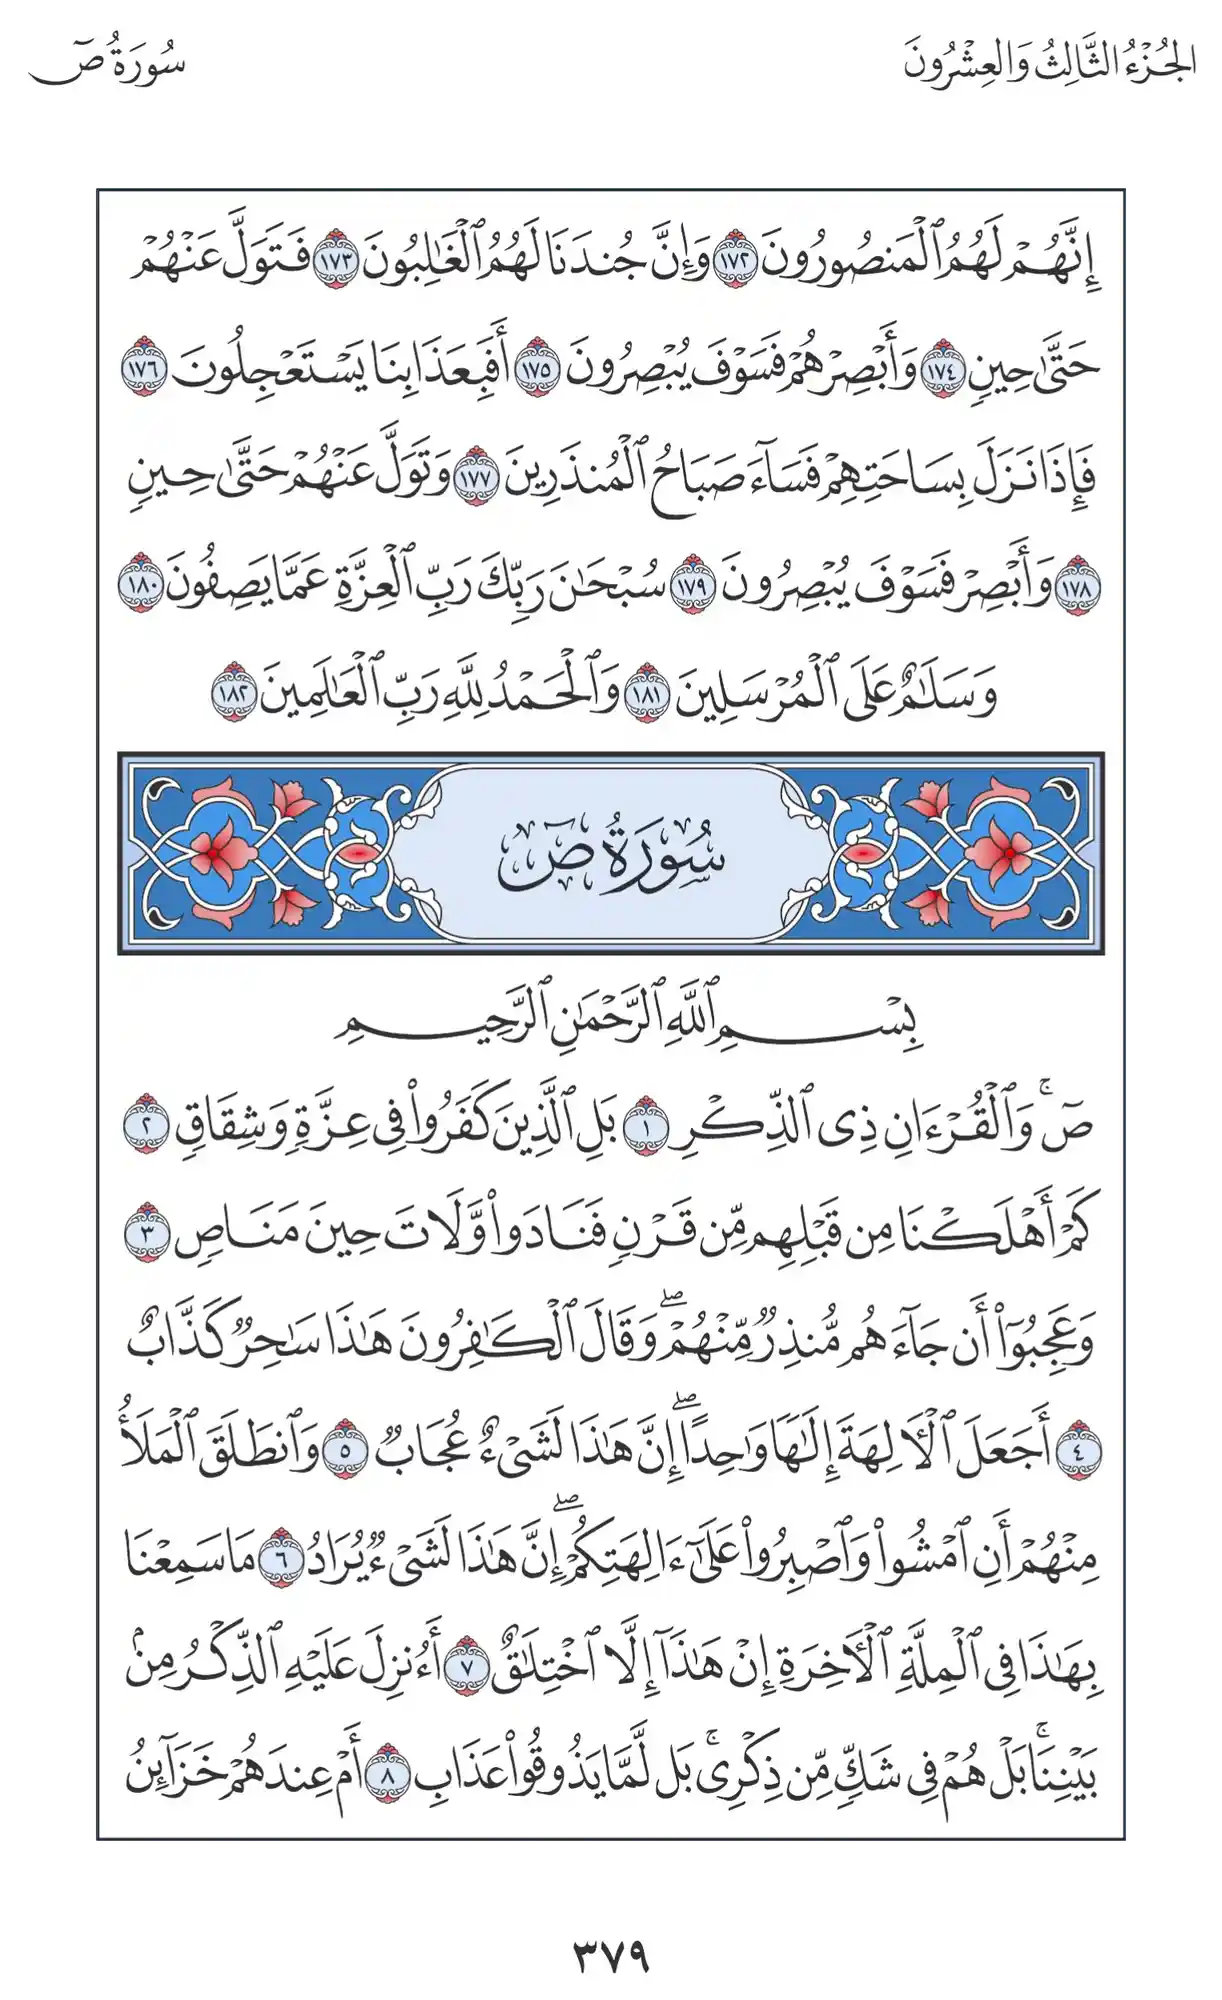 الجُزْءُ الثَّالِثُ وَالعِشْرُونَ
سُورَةُ صٓ
إِنَّهُمْ لَهُمُ ٱلْمَنصُورُونَ ١٧٢ وَإِنَّ جُندَنَا لَهُمُ ٱلْغَٰلِبُونَ ١٧٣ فَتَوَلَّ عَنْهُمْ
حَتَّىٰ حِينٍ ١٧٤ وَأَبْصِرْهُمْ فَسَوْفَ يُبْصِرُونَ ١٧٥ أَفَبِعَذَابِنَا يَسْتَعْجِلُونَ ١٧٦
فَإِذَا نَزَلَ بِسَاحَتِهِمْ فَسَآءَ صَبَاحُ ٱلْمُنذَرِينَ ١٧٧ وَتَوَلَّ عَنْهُمْ حَتَّىٰ حِينٍ
١٧٨ وَأَبْصِرْ فَسَوْفَ يُبْصِرُونَ ١٧٩ سُبْحَٰنَ رَبِّكَ رَبِّ ٱلْعِزَّةِ عَمَّا يَصِفُونَ ١٨٠
وَسَلَٰمٌ عَلَى ٱلْمُرْسَلِينَ ١٨١ وَٱلْحَمْدُ لِلَّهِ رَبِّ ٱلْعَٰلَمِينَ ١٨٢
سُورَةُ صٓ
بِسْمِ ٱللَّهِ ٱلرَّحْمَٰنِ ٱلرَّحِيمِ
صٓ ۚ وَٱلْقُرْءَانِ ذِى ٱلذِّكْرِ ١ بَلِ ٱلَّذِينَ كَفَرُوا۟ فِى عِزَّةٍ وَشِقَاقٍ ٢
كَمْ أَهْلَكْنَا مِن قَبْلِهِم مِّن قَرْنٍ فَنَادَوا۟ وَّلَاتَ حِينَ مَنَاصٍ ٣
وَعَجِبُوٓا۟ أَن جَآءَهُم مُّنذِرٌ مِّنْهُمْ ۖ وَقَالَ ٱلْكَٰفِرُونَ هَٰذَا سَٰحِرٌ كَذَّابٌ
٤ أَجَعَلَ ٱلْـَٔالِهَةَ إِلَٰهًا وَٰحِدًا ۖ إِنَّ هَٰذَا لَشَىْءٌ عُجَابٌ ٥ وَٱنطَلَقَ ٱلْمَلَأُ
مِنْهُمْ أَنِ ٱمْشُوا۟ وَٱصْبِرُوا۟ عَلَىٰٓ ءَالِهَتِكُمْ ۖ إِنَّ هَٰذَا لَشَىْءٌ يُرَادُ ٦ مَا سَمِعْنَا
بِهَٰذَا فِى ٱلْمِلَّةِ ٱلْـَٔاخِرَةِ إِنْ هَٰذَآ إِلَّا ٱخْتِلَٰقٌ ٧ أَءُنزِلَ عَلَيْهِ ٱلذِّكْرُ مِنۢ
بَيْنِنَا ۚ بَلْ هُمْ فِى شَكٍّ مِّن ذِكْرِى ۚ بَل لَّمَّا يَذُوقُوا۟ عَذَابِ ٨ أَمْ عِندَهُمْ خَزَآئِنُ
٣٧٩